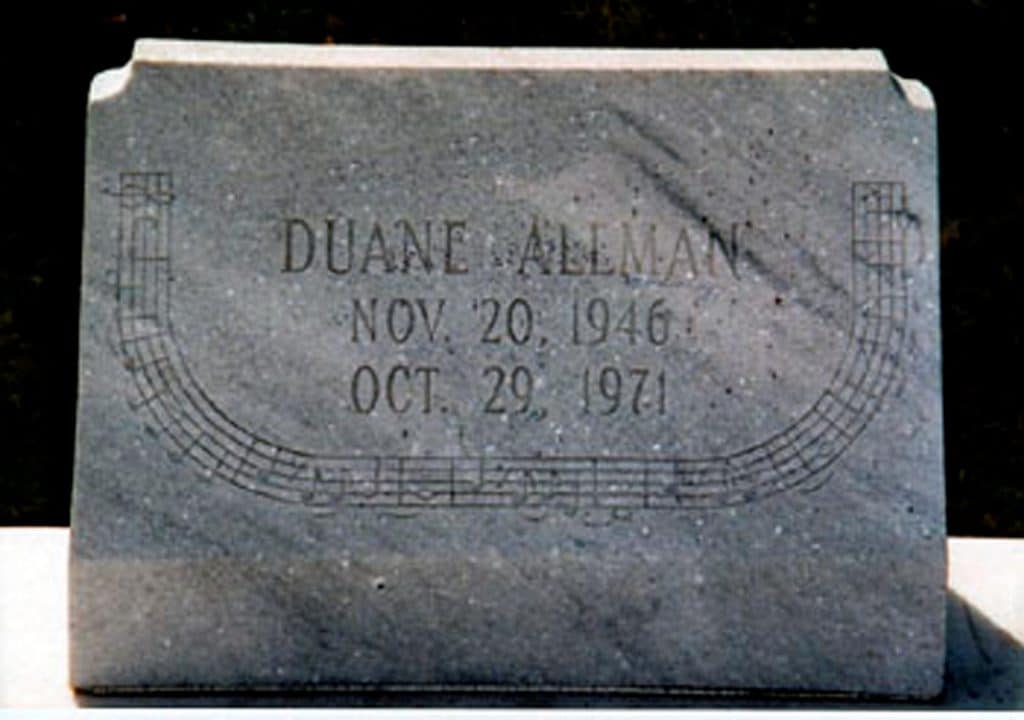 DUANE ALLMAN
NOV. 20, 1946
OCT. 29, 1971